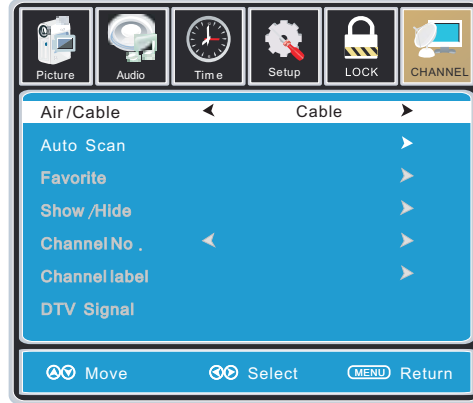 Picture Audio Time Setup LOCK CHANNEL
Air/Cable Cable
Auto Scan
Favorite
Show/Hide
Channel No.
Channel label
DTV Signal
Move Select MENU Return